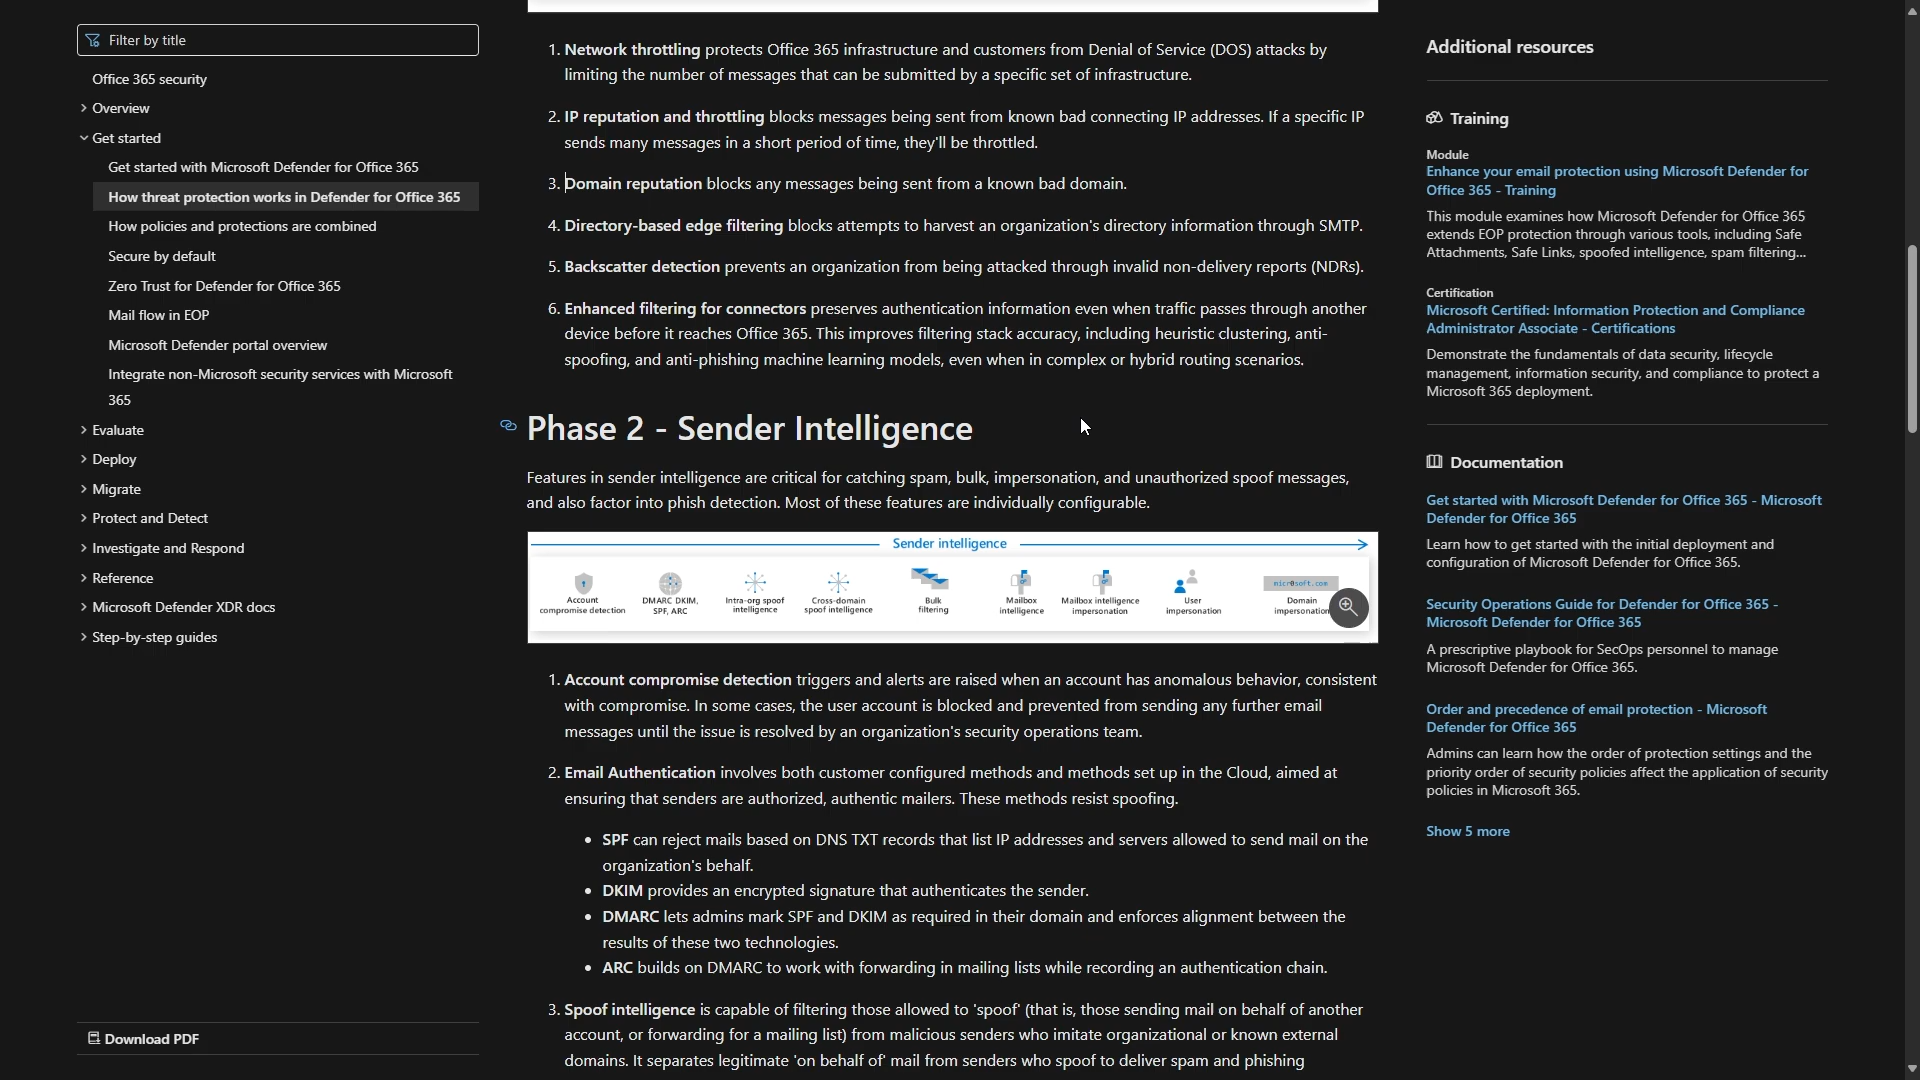 Filter by title
Office 365 security
Overview
Get started
Get started with Microsoft Defender for Office 365
How threat protection works in Defender for Office 365
How policies and protections are combined
Secure by default
Zero Trust for Defender for Office 365
Mail flow in EOP
Microsoft Defender portal overview
Integrate non-Microsoft security services with Microsoft
365
Evaluate
Deploy
Migrate
Protect and Detect
Investigate and Respond
Reference
Microsoft Defender XDR docs
Step-by-step guides
Download PDF
1. Network throttling protects Office 365 infrastructure and customers from Denial of Service (DOS) attacks by
limiting the number of messages that can be submitted by a specific set of infrastructure.
2. IP reputation and throttling blocks messages being sent from known bad connecting IP addresses. If a specific IP
sends many messages in a short period of time, they'll be throttled.
3. Domain reputation blocks any messages being sent from a known bad domain.
4. Directory-based edge filtering blocks attempts to harvest an organization's directory information through SMTP.
5. Backscatter detection prevents an organization from being attacked through invalid non-delivery reports (NDRs).
6. Enhanced filtering for connectors preserves authentication information even when traffic passes through another
device before it reaches Office 365. This improves filtering stack accuracy, including heuristic clustering, anti-
spoofing, and anti-phishing machine learning models, even when in complex or hybrid routing scenarios.
Phase 2 - Sender Intelligence
Features in sender intelligence are critical for catching spam, bulk, impersonation, and unauthorized spoof messages,
and also factor into phish detection. Most of these features are individually configurable.
Sender intelligence
Account
compromise detection
DMARC DKIM,
SPF, ARC
Intra-org spoof
intelligence
Cross-domain
spoof intelligence
Bulk
filtering
Mailbox
intelligence
Mailbox intelligence
impersonation
User
impersonation
micr0soft.com
Domain
impersonation
1. Account compromise detection triggers and alerts are raised when an account has anomalous behavior, consistent
with compromise. In some cases, the user account is blocked and prevented from sending any further email
messages until the issue is resolved by an organization's security operations team.
2. Email Authentication involves both customer configured methods and methods set up in the Cloud, aimed at
ensuring that senders are authorized, authentic mailers. These methods resist spoofing.
• SPF can reject mails based on DNS TXT records that list IP addresses and servers allowed to send mail on the
organization's behalf.
• DKIM provides an encrypted signature that authenticates the sender.
• DMARC lets admins mark SPF and DKIM as required in their domain and enforces alignment between the
results of these two technologies.
• ARC builds on DMARC to work with forwarding in mailing lists while recording an authentication chain.
3. Spoof intelligence is capable of filtering those allowed to 'spoof' (that is, those sending mail on behalf of another
account, or forwarding for a mailing list) from malicious senders who imitate organizational or known external
domains. It separates legitimate 'on behalf of' mail from senders who spoof to deliver spam and phishing
Additional resources
Training
Module
Enhance your email protection using Microsoft Defender for
Office 365 - Training
This module examines how Microsoft Defender for Office 365
extends EOP protection through various tools, including Safe
Attachments, Safe Links, spoofed intelligence, spam filtering...
Certification
Microsoft Certified: Information Protection and Compliance
Administrator Associate - Certifications
Demonstrate the fundamentals of data security, lifecycle
management, information security, and compliance to protect a
Microsoft 365 deployment.
Documentation
Get started with Microsoft Defender for Office 365 - Microsoft
Defender for Office 365
Learn how to get started with the initial deployment and
configuration of Microsoft Defender for Office 365.
Security Operations Guide for Defender for Office 365 -
Microsoft Defender for Office 365
A prescriptive playbook for SecOps personnel to manage
Microsoft Defender for Office 365.
Order and precedence of email protection - Microsoft
Defender for Office 365
Admins can learn how the order of protection settings and the
priority order of security policies affect the application of security
policies in Microsoft 365.
Show 5 more